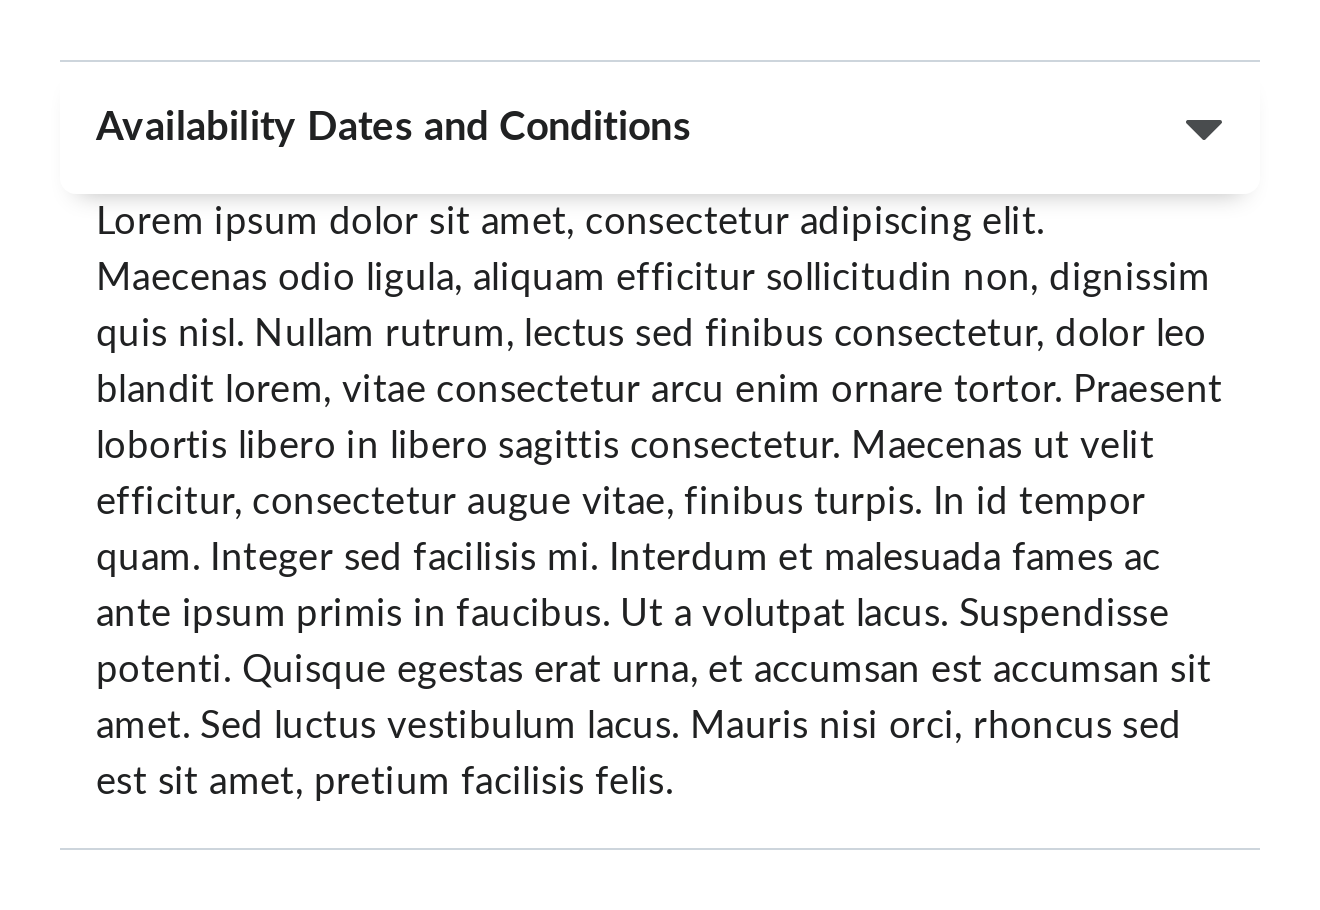 Availability Dates and Conditions
Lorem ipsum dolor sit amet, consectetur adipiscing elit.
Maecenas odio ligula, aliquam efficitur sollicitudin non, dignissim
quis nisl. Nullam rutrum, lectus sed finibus consectetur, dolor leo
blandit lorem, vitae consectetur arcu enim ornare tortor. Praesent
lobortis libero in libero sagittis consectetur. Maecenas ut velit
efficitur, consectetur augue vitae, finibus turpis. In id tempor
quam. Integer sed facilisis mi. Interdum et malesuada fames ac
ante ipsum primis in faucibus. Ut a volutpat lacus. Suspendisse
potenti. Quisque egestas erat urna, et accumsan est accumsan sit
amet. Sed luctus vestibulum lacus. Mauris nisi orci, rhoncus sed
est sit amet, pretium facilisis felis.